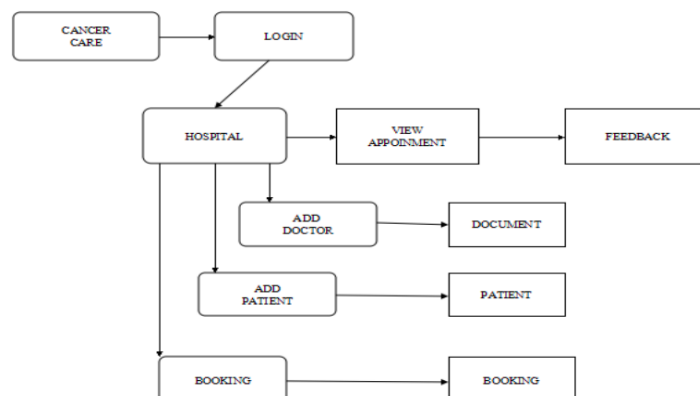 CANCER
CARE
LOGIN
HOSPITAL
VIEW
APPOINMENT
FEEDBACK
ADD
DOCTOR
DOCUMENT
ADD
PATIENT
PATIENT
BOOKING
BOOKING